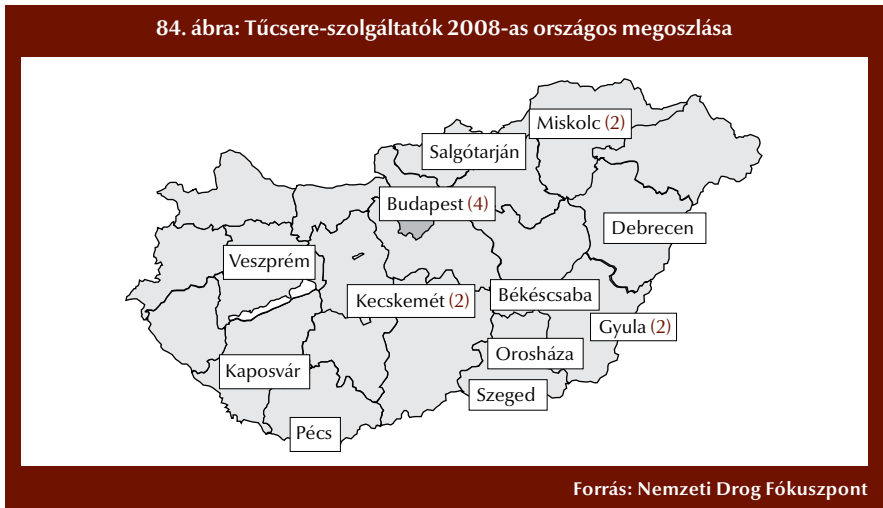 84. ábra: Tűcsere-szolgáltatók 2008-as országos megoszlása
Miskolc (2)
Salgótarján
Budapest (4)
Debrecen
Veszprém
Kecskemét (2)
Békéscsaba
Gyula (2)
Orosháza
Kaposvár
Szeged
Pécs
Forrás: Nemzeti Drog Fókuszpont